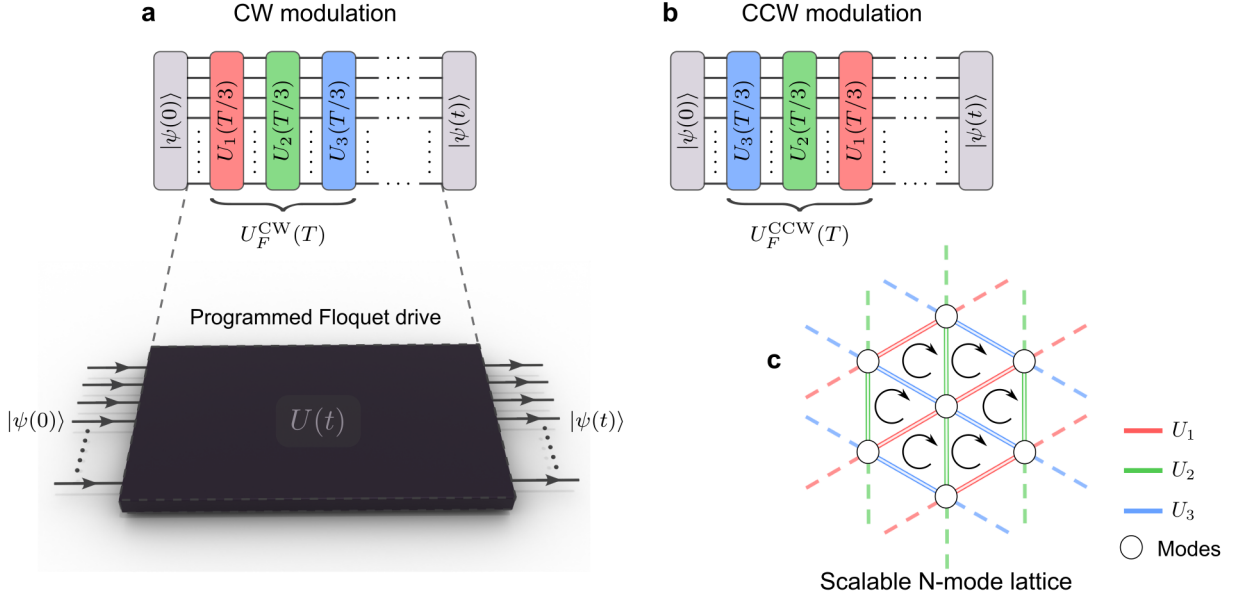 a
CW modulation
|ψ(0)⟩
U₁(T/3)
U₂(T/3)
U₃(T/3)
|ψ(t)⟩
U_F^CW(T)
Programmed Floquet drive
|ψ(0)⟩
U(t)
|ψ(t)⟩
b
CCW modulation
|ψ(0)⟩
U₃(T/3)
U₂(T/3)
U₁(T/3)
|ψ(t)⟩
U_F^CCW(T)
c
U₁
U₂
U₃
Modes
Scalable N-mode lattice